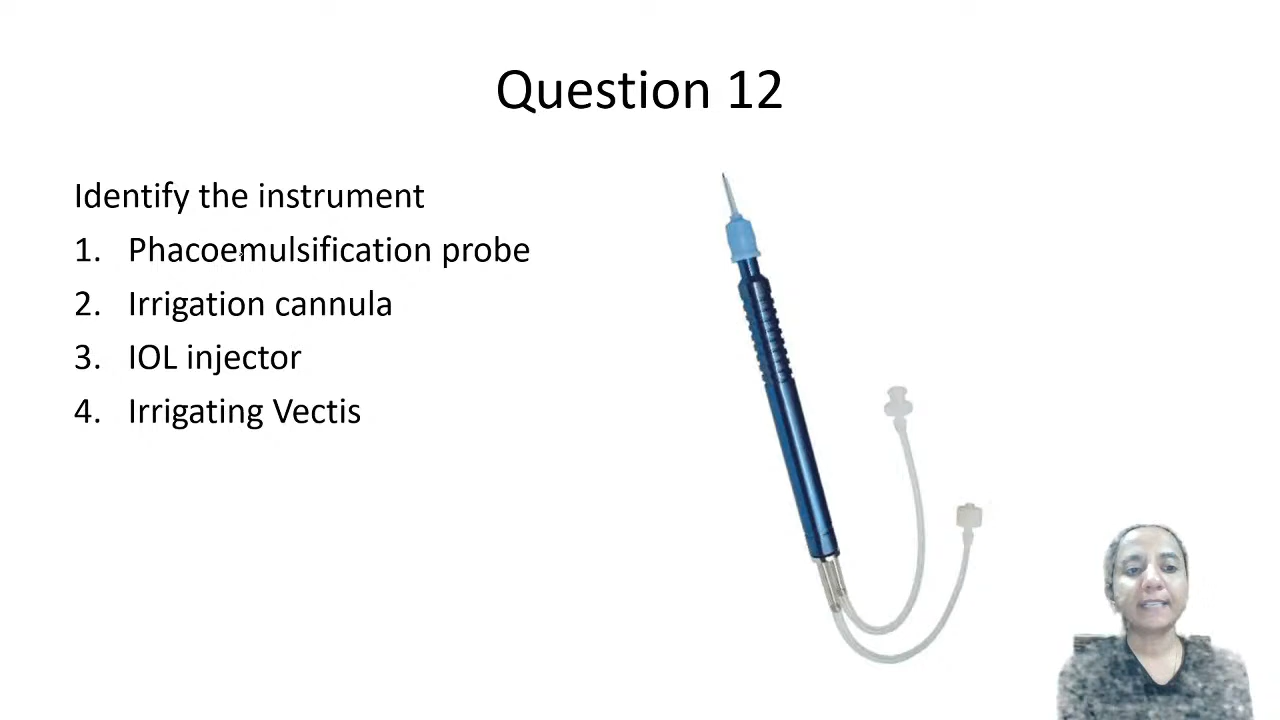 Question 12
Identify the instrument
1. Phacoemulsification probe
2. Irrigation cannula
3. IOL injector
4. Irrigating Vectis